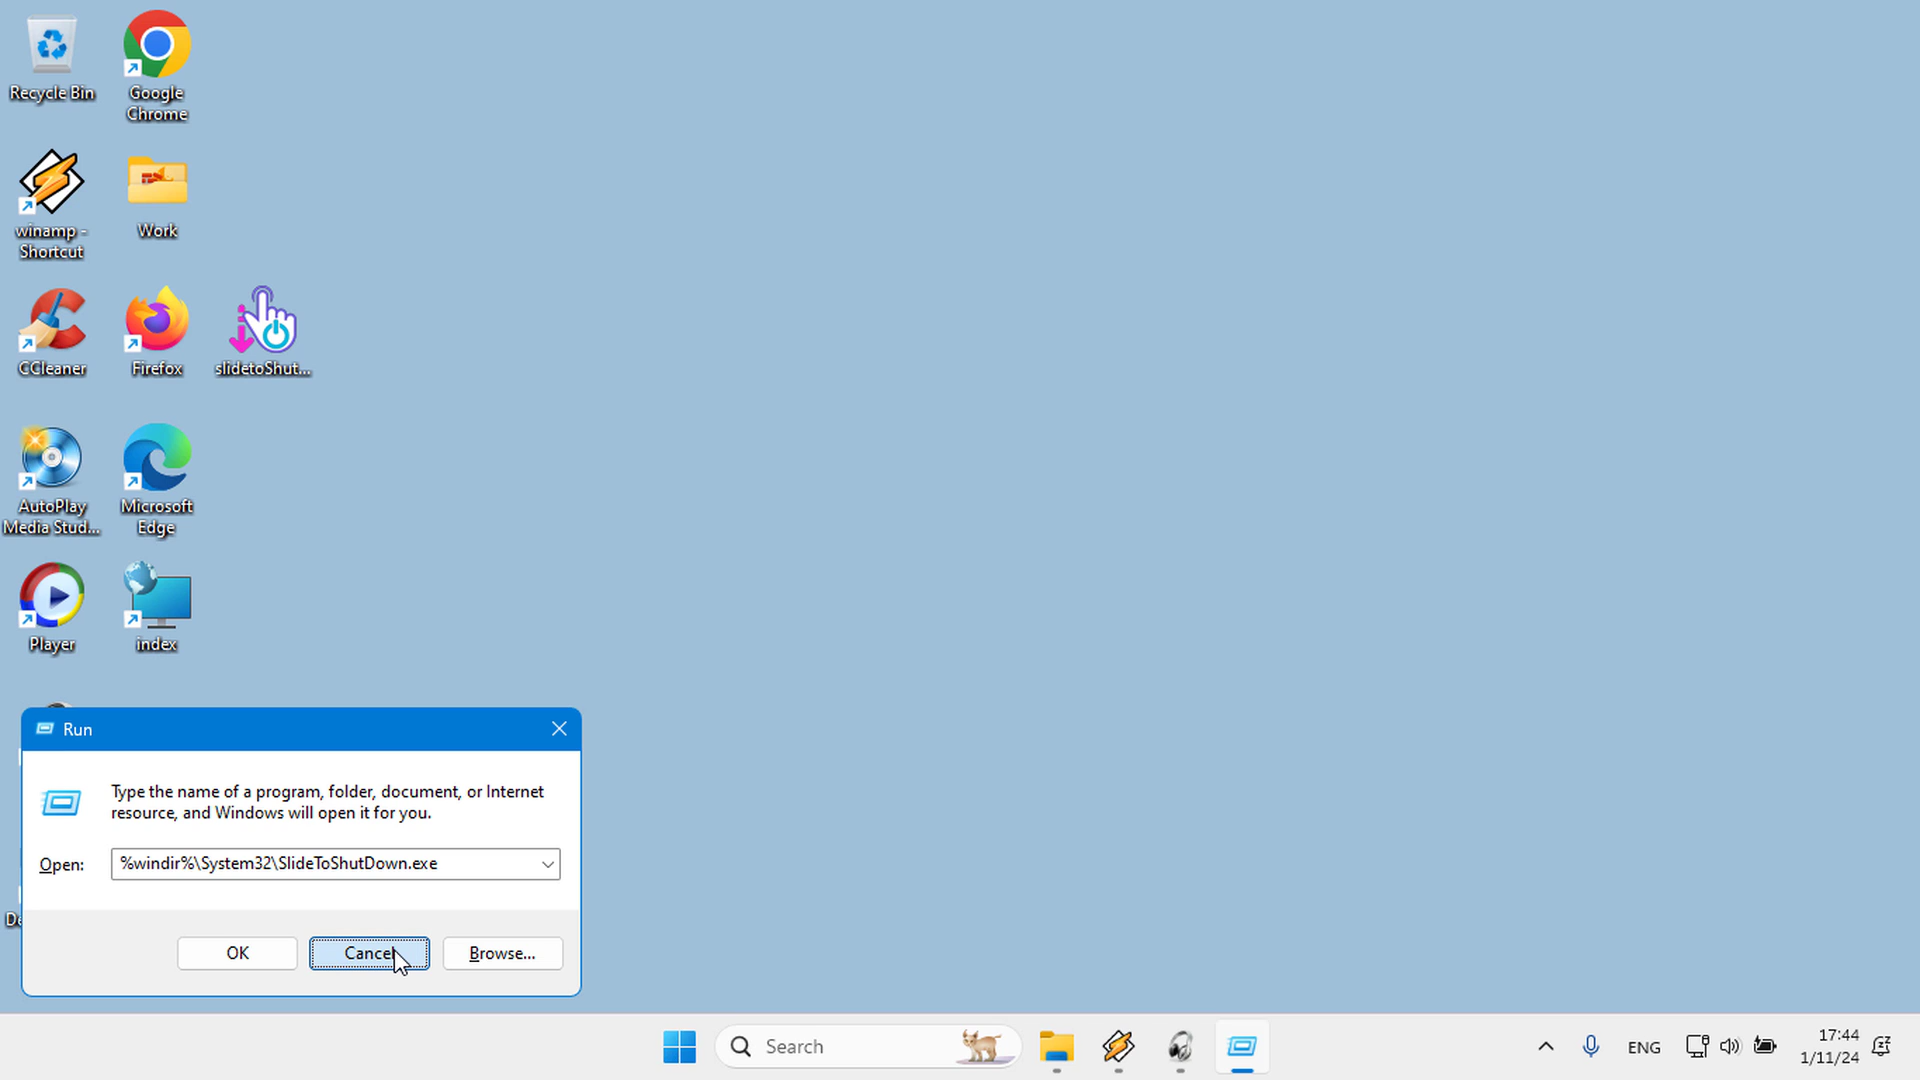 Recycle Bin
Google
Chrome
winamp -
Shortcut
Work
CCleaner
Firefox
slidetoShut...
AutoPlay
Media Stud...
Microsoft
Edge
Player
index
De
Run
Type the name of a program, folder, document, or Internet
resource, and Windows will open it for you.
Open:
%windir%\System32\SlideToShutDown.exe
OK
Cancel
Browse...
Search
ENG
17:44
1/11/24